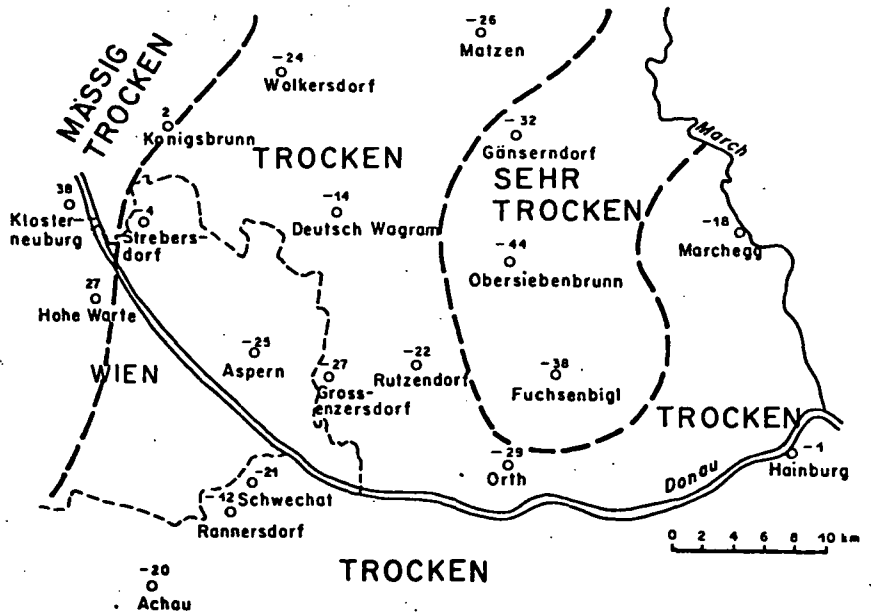 -26
Matzen
-24
Wolkersdorf
MÄSSIG
TROCKEN
2
Konigsbrunn
-32
Gänserndorf
March
TROCKEN
SEHR
TROCKEN
38
Kloster-
neuburg
4
Strebers-
dorf
-14
Deutsch Wagram
-18
Marchegg
-44
Obersiebenbrunn
27
Hohe Warte
WIEN
-25
Aspern
-27
Gross-
enzersdorf
-22
Rutzendorf
-38
Fuchsenbigl
TROCKEN
-29
Orth
Donau
-1
Hainburg
-21
Schwechat
-12
Rannersdorf
0 2 4 6 8 10 km
TROCKEN
-20
Achau